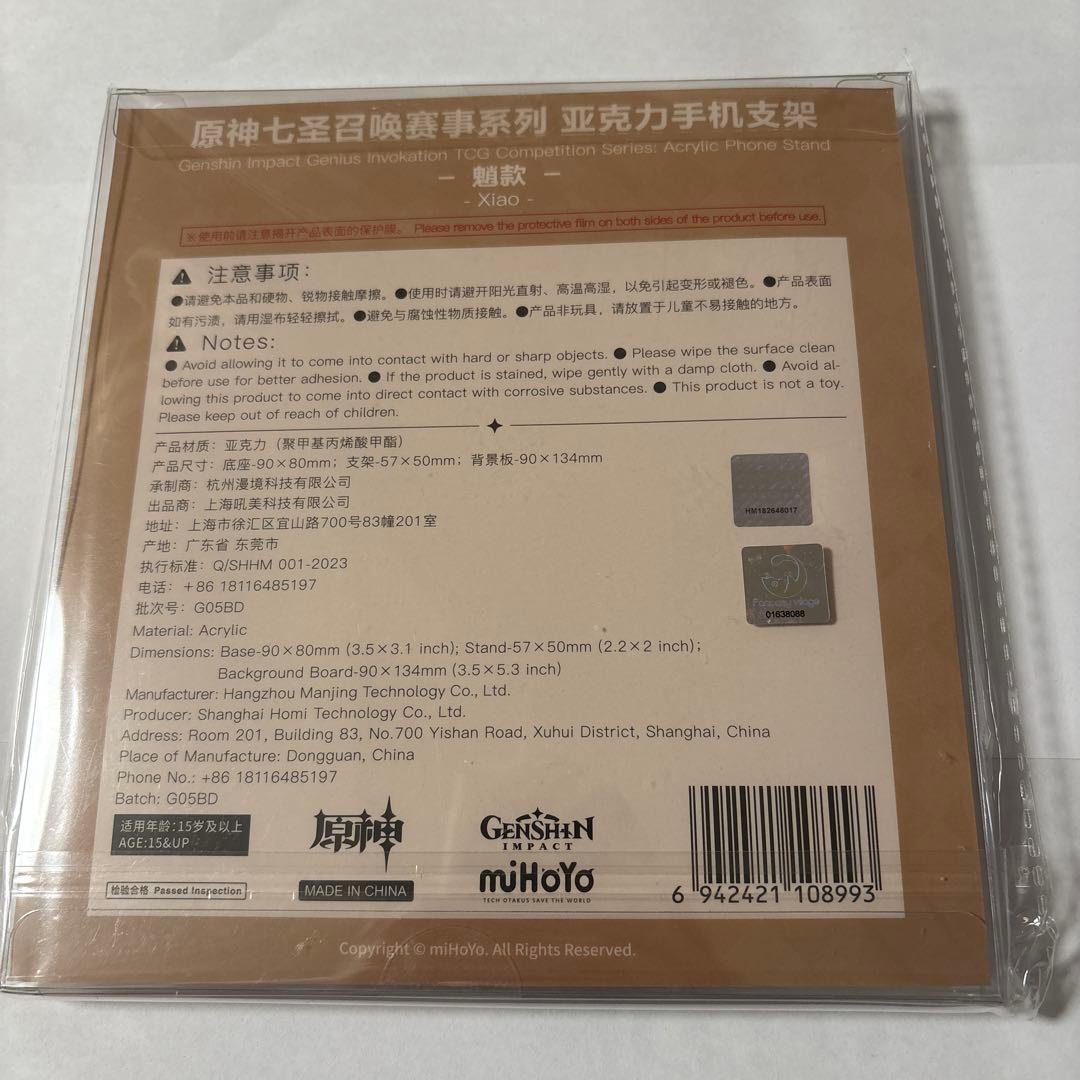 原神七圣召唤赛事系列 亚克力手机支架
Genshin Impact Genius Invokation TCG Competition Series: Acrylic Phone Stand
- 魈款 -
- Xiao -
※使用前请注意揭开产品表面的保护膜。 Please remove the protective film on both sides of the product before use.
注意事项：
●请避免本品和硬物、锐物接触摩擦。●使用时请避开阳光直射、高温高湿，以免引起变形或褪色。●产品表面
如有污渍，请用湿布轻轻擦拭。●避免与腐蚀性物质接触。●产品非玩具，请放置于儿童不易接触的地方。
Notes:
● Avoid allowing it to come into contact with hard or sharp objects. ● Please wipe the surface clean
before use for better adhesion. ● If the product is stained, wipe gently with a damp cloth. ● Avoid al-
lowing this product to come into direct contact with corrosive substances. ● This product is not a toy.
Please keep out of reach of children.
产品材质：亚克力（聚甲基丙烯酸甲酯）
产品尺寸：底座-90×80mm；支架-57×50mm；背景板-90×134mm
承制商：杭州漫境科技有限公司
出品商：上海吼美科技有限公司
地址：上海市徐汇区宜山路700号83幢201室
产地：广东省 东莞市
执行标准：Q/SHHM 001-2023
电话：+86 18116485197
批次号：G05BD
Material: Acrylic
Dimensions: Base-90×80mm (3.5×3.1 inch); Stand-57×50mm (2.2×2 inch);
Background Board-90×134mm (3.5×5.3 inch)
Manufacturer: Hangzhou Manjing Technology Co., Ltd.
Producer: Shanghai Homi Technology Co., Ltd.
Address: Room 201, Building 83, No.700 Yishan Road, Xuhui District, Shanghai, China
Place of Manufacture: Dongguan, China
Phone No.: +86 18116485197
Batch: G05BD
HM182648017
Fantasy village
01638088
适用年龄：15岁及以上
AGE:15&UP
检验合格 Passed Inspection
原神
MADE IN CHINA
GENSHIN
IMPACT
miHoYo
TECH OTAKUS SAVE THE WORLD
6 942421 108993
Copyright © miHoYo. All Rights Reserved.